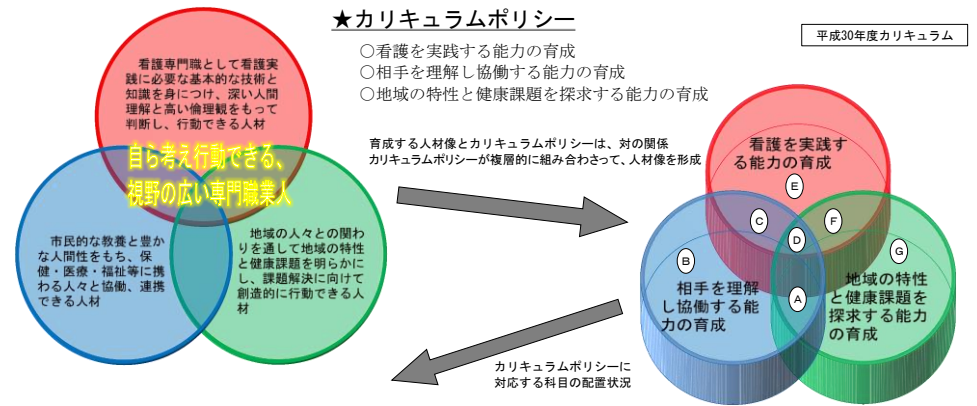 ★カリキュラムポリシー
○看護を実践する能力の育成
○相手を理解し協働する能力の育成
○地域の特性と健康課題を探求する能力の育成
平成30年度カリキュラム
看護専門職として看護実
践に必要な基本的な技術と
知識を身につけ、深い人間
理解と高い倫理観をもって
判断し、行動できる人材
自ら考え行動できる、
視野の広い専門職業人
市民的な教養と豊か
な人間性をもち、保
健・医療・福祉等に携
わる人々と協働、連携
できる人材
地域の人々との関わ
りを通して地域の特性
と健康課題を明らかに
し、課題解決に向けて
創造的に行動できる人
材
育成する人材像とカリキュラムポリシーは、対の関係
カリキュラムポリシーが複層的に組み合わさって、人材像を形成
カリキュラムポリシーに
対応する科目の配置状況
看護を実践す
る能力の育成
E
C
F
D
B
G
A
相手を理解
し協働する能
力の育成
地域の特性
と健康課題を
探求する能力
の育成